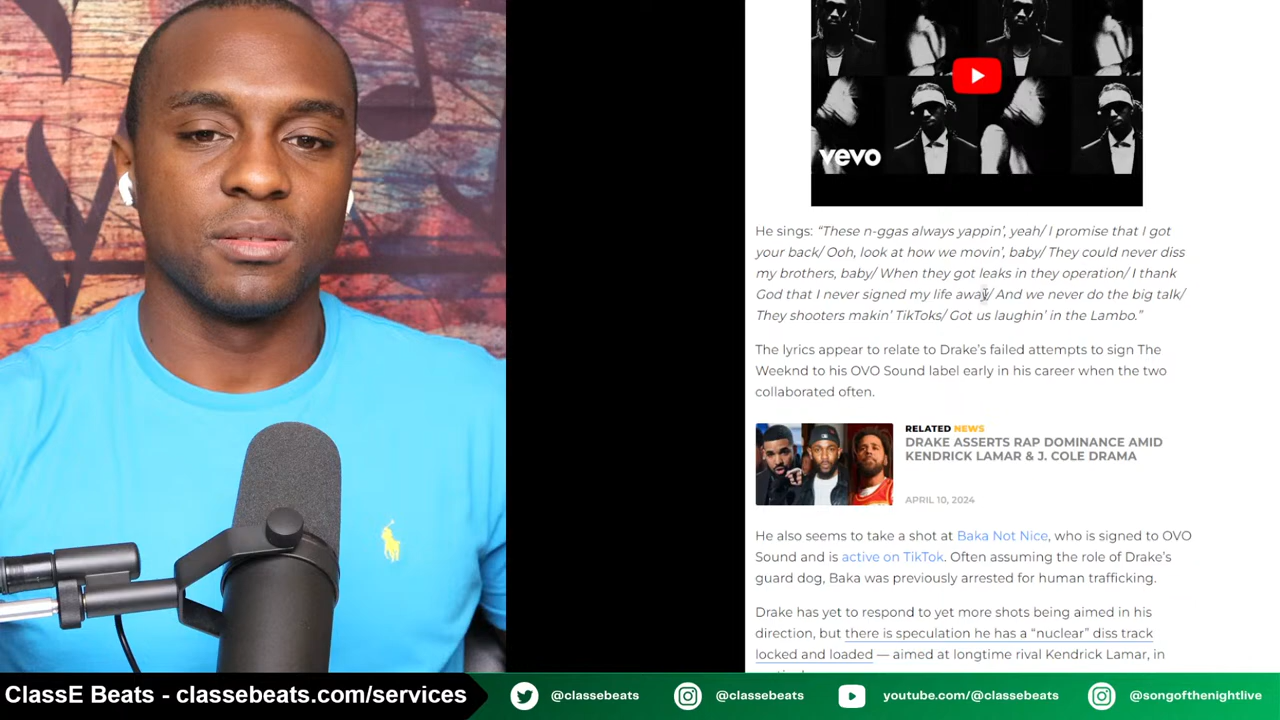 vevo
He sings: “These n-ggas always yappin’, yeah/ I promise that I got
your back/ Ooh, look at how we movin’, baby/ They could never diss
my brothers, baby/ When they got leaks in they operation/ I thank
God that I never signed my life away/ And we never do the big talk/
They shooters makin’ TikToks/ Got us laughin’ in the Lambo.”
The lyrics appear to relate to Drake’s failed attempts to sign The
Weeknd to his OVO Sound label early in his career when the two
collaborated often.
RELATED NEWS
DRAKE ASSERTS RAP DOMINANCE AMID
KENDRICK LAMAR & J. COLE DRAMA
APRIL 10, 2024
He also seems to take a shot at Baka Not Nice, who is signed to OVO
Sound and is active on TikTok. Often assuming the role of Drake’s
guard dog, Baka was previously arrested for human trafficking.
Drake has yet to respond to yet more shots being aimed in his
direction, but there is speculation he has a “nuclear” diss track
locked and loaded — aimed at longtime rival Kendrick Lamar, in
ClassE Beats - classebeats.com/services
@classebeats
@classebeats
youtube.com/@classebeats
@songofthenightlive